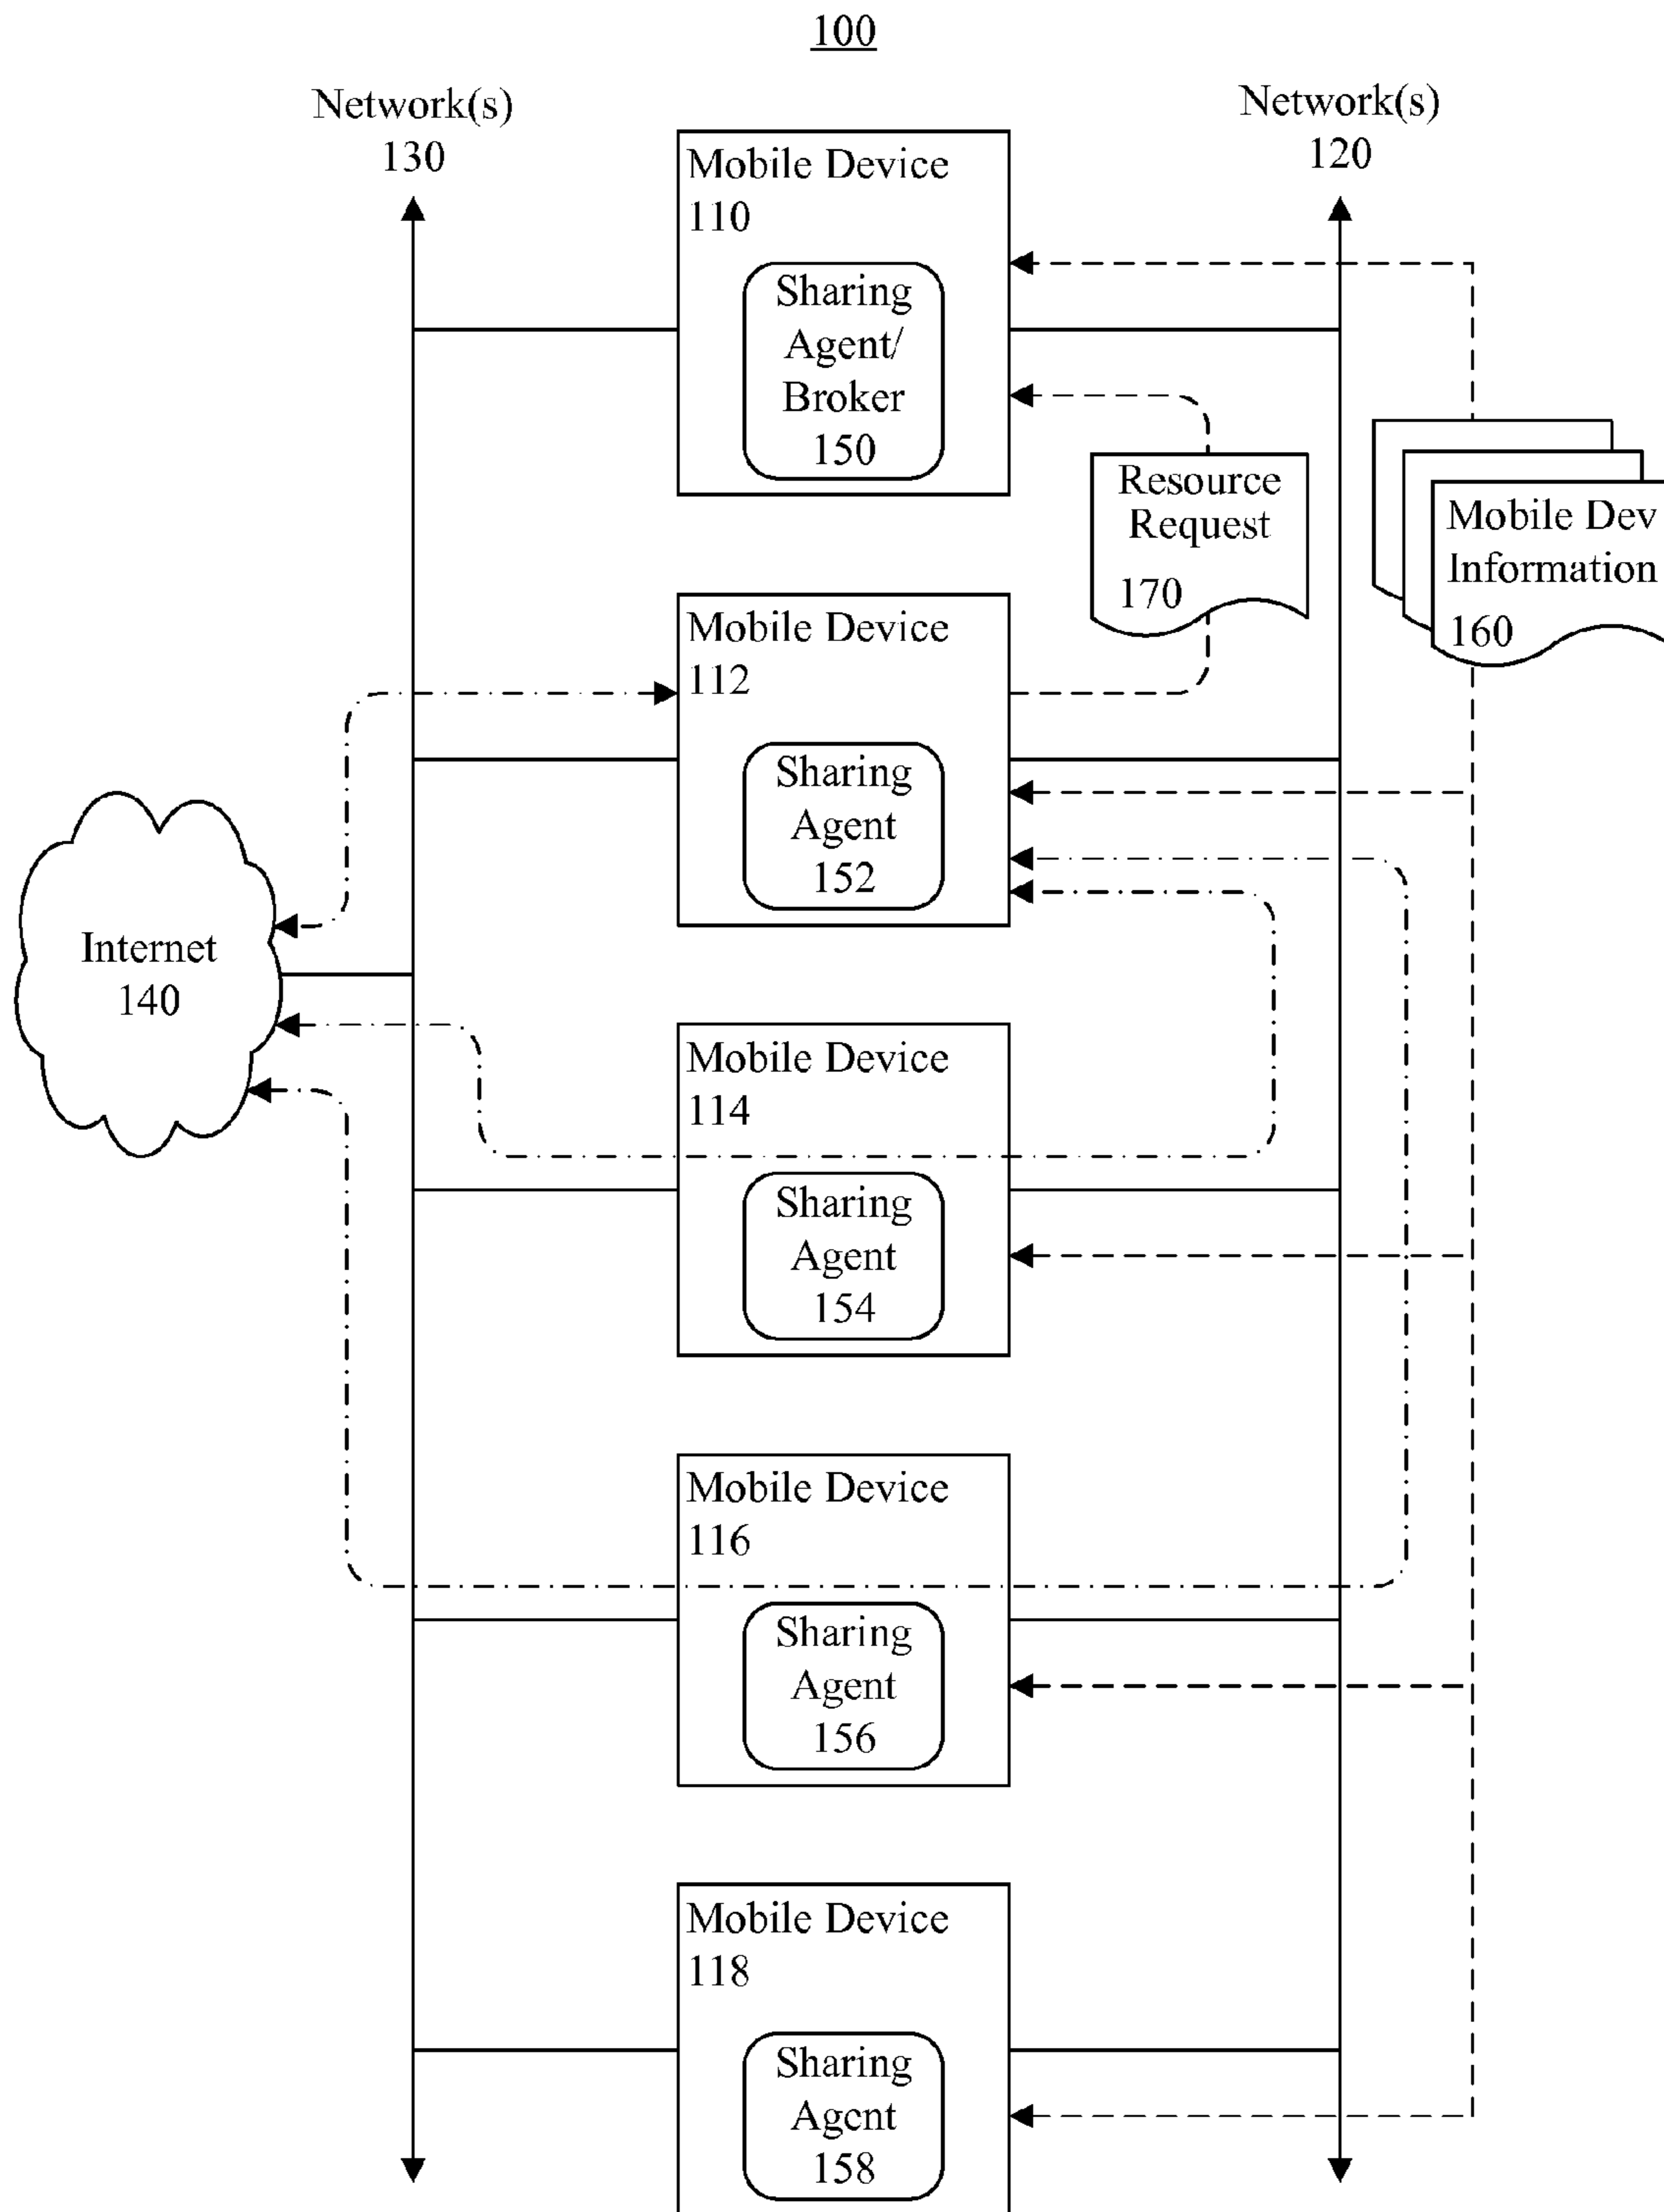 100
Network(s)
130
Network(s)
120
Mobile Device
110
Sharing
Agent/
Broker
150
Resource
Request
170
Mobile Dev
Information
160
Mobile Device
112
Sharing
Agent
152
Internet
140
Mobile Device
114
Sharing
Agent
154
Mobile Device
116
Sharing
Agent
156
Mobile Device
118
Sharing
Agent
158